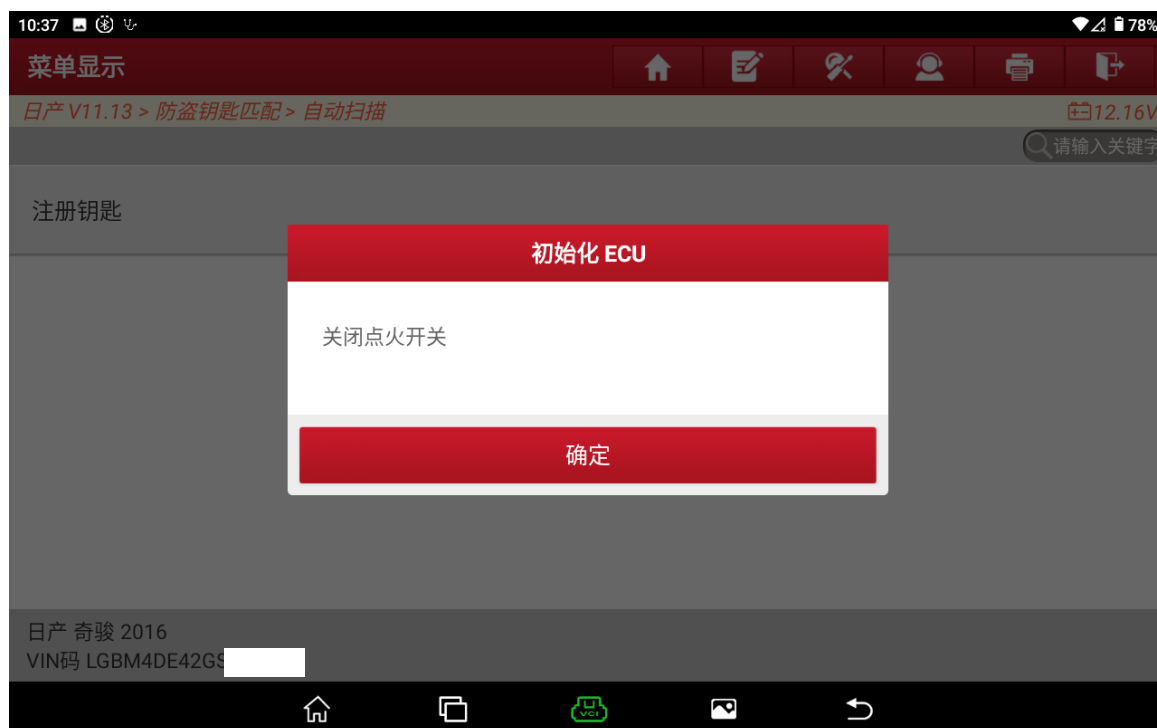 10:37
78%
菜单显示
日产 V11.13 > 防盗钥匙匹配 > 自动扫描
12.16V
请输入关键字
注册钥匙
初始化 ECU
关闭点火开关
确定
日产 奇骏 2016
VIN码 LGBM4DE42GS
VCI